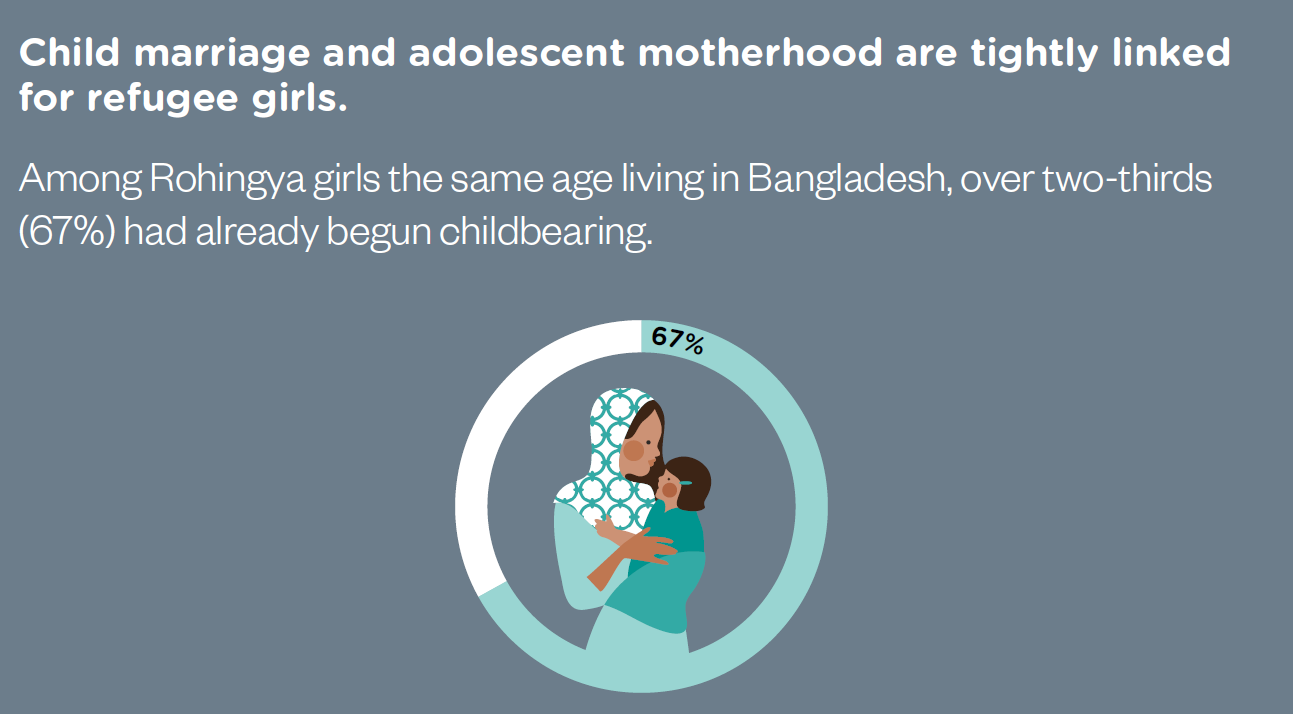 Child marriage and adolescent motherhood are tightly linked
for refugee girls.
Among Rohingya girls the same age living in Bangladesh, over two-thirds
(67%) had already begun childbearing.
67%